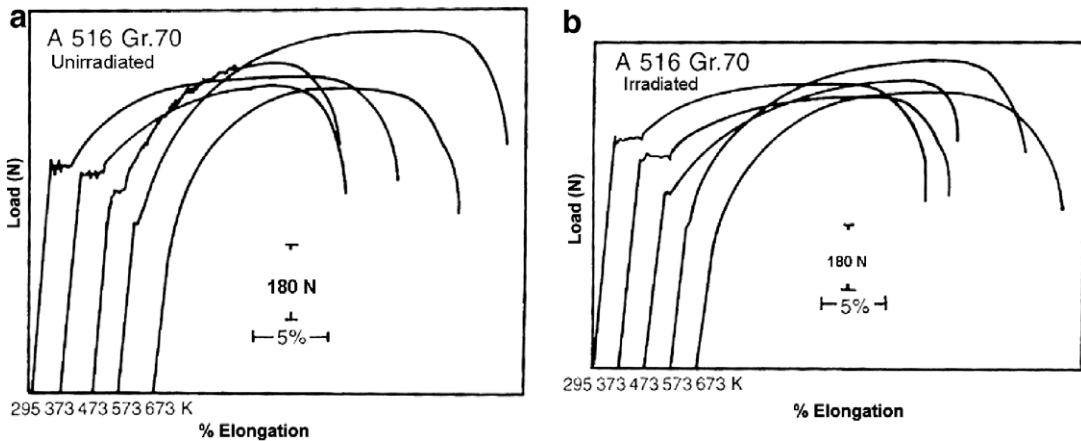 a
A 516 Gr.70
Unirradiated
Load (N)
180 N
5%
295 373 473 573 673 K
% Elongation
b
A 516 Gr.70
Irradiated
Load (N)
180 N
5%
295 373 473 573 673 K
% Elongation